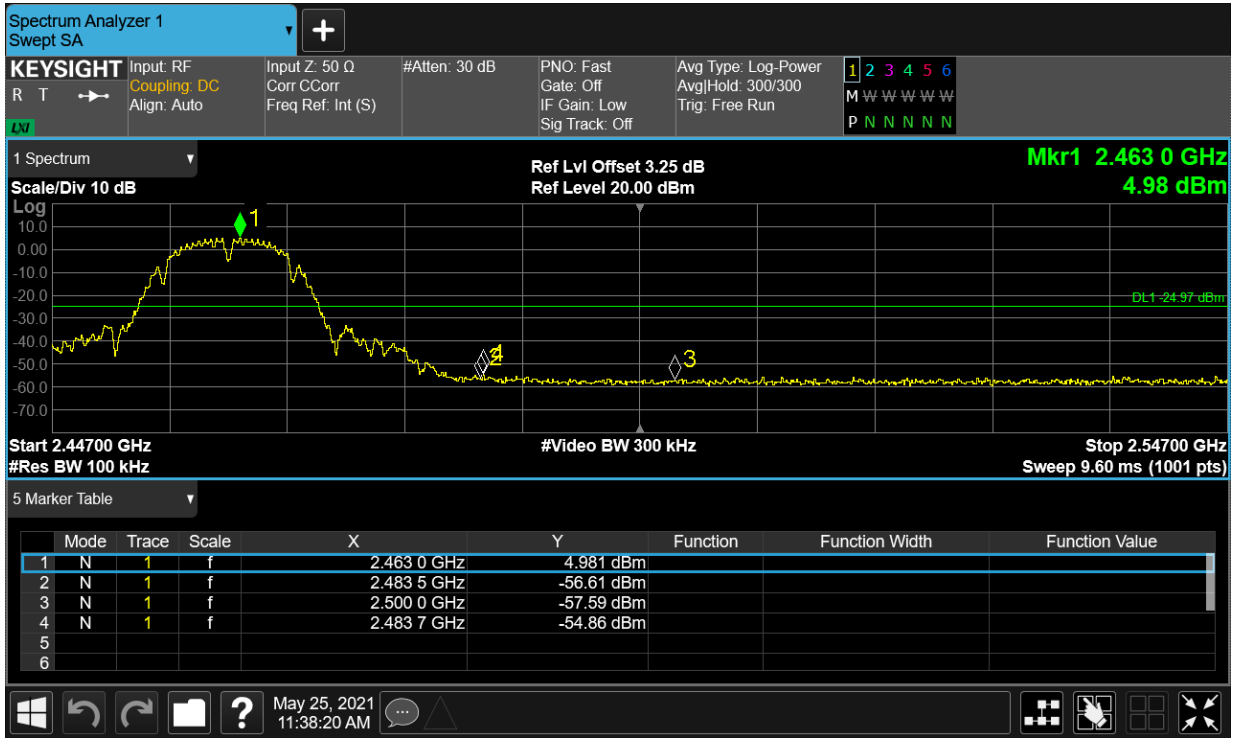 Spectrum Analyzer 1
Swept SA
KEYSIGHT
R T
LXI
Input: RF
Coupling: DC
Align: Auto
Input Z: 50 Ω
Corr CCorr
Freq Ref: Int (S)
#Atten: 30 dB
PNO: Fast
Gate: Off
IF Gain: Low
Sig Track: Off
Avg Type: Log-Power
Avg|Hold: 300/300
Trig: Free Run
1 2 3 4 5 6
M W W W W W
P N N N N N
1 Spectrum
Scale/Div 10 dB
Ref Lvl Offset 3.25 dB
Ref Level 20.00 dBm
Mkr1 2.463 0 GHz
4.98 dBm
Log
10.0
0.00
-10.0
-20.0
-30.0
-40.0
-50.0
-60.0
-70.0
1
DL1 -24.97 dBm
4
2
3
Start 2.44700 GHz
#Video BW 300 kHz
Stop 2.54700 GHz
#Res BW 100 kHz
Sweep 9.60 ms (1001 pts)
5 Marker Table
Mode Trace Scale X Y Function Function Width Function Value
1 N 1 f 2.463 0 GHz 4.981 dBm
2 N 1 f 2.483 5 GHz -56.61 dBm
3 N 1 f 2.500 0 GHz -57.59 dBm
4 N 1 f 2.483 7 GHz -54.86 dBm
5
6
?
May 25, 2021
11:38:20 AM